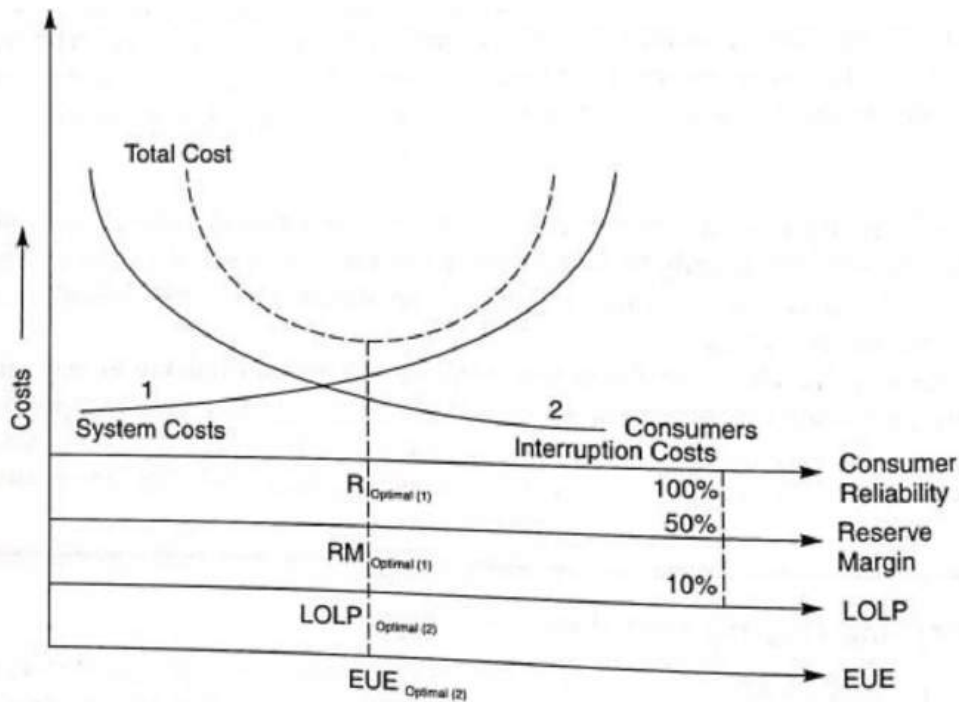 Total Cost
Costs
1
2
System Costs
Consumers
Interruption Costs
R Optimal (1)
100%
Consumer
Reliability
50%
Reserve
Margin
RM Optimal (1)
10%
LOLP
LOLP Optimal (2)
EUE Optimal (2)
EUE